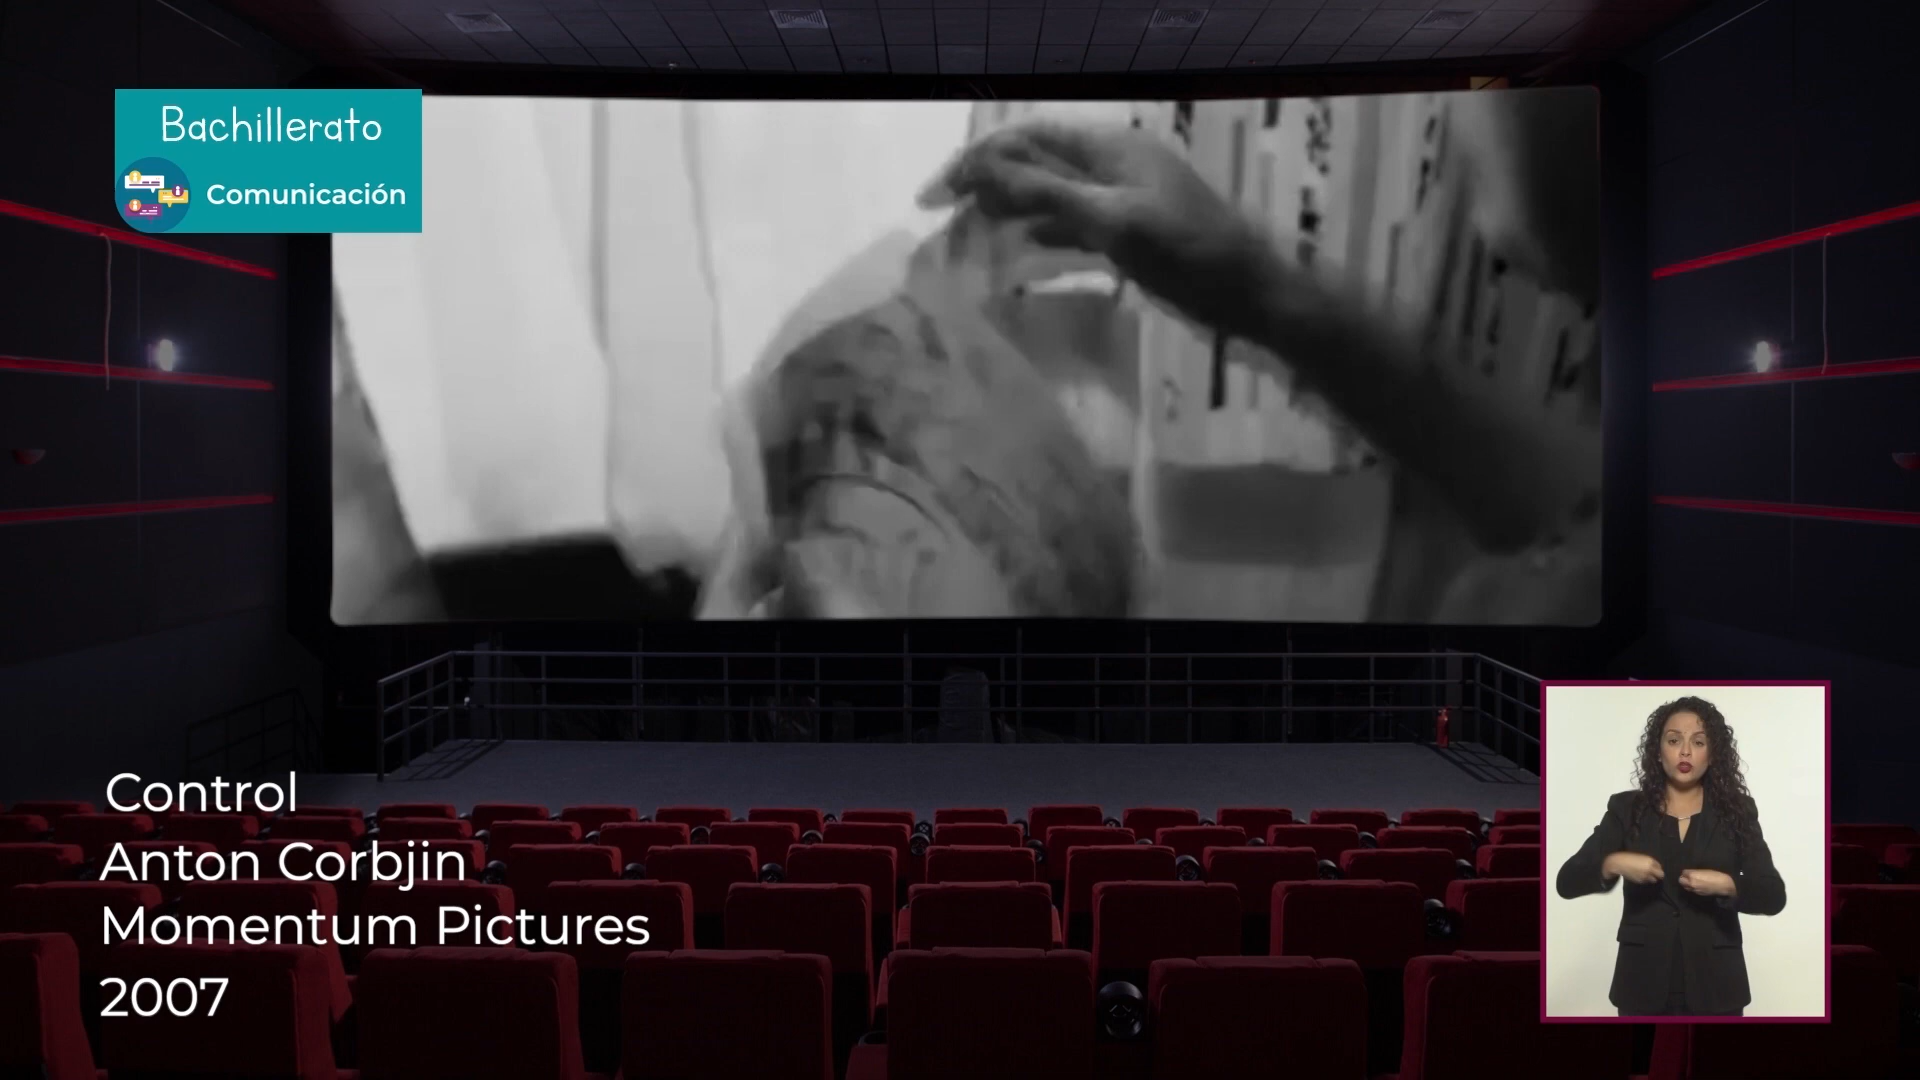 Bachillerato
Comunicación
Control
Anton Corbjin
Momentum Pictures
2007